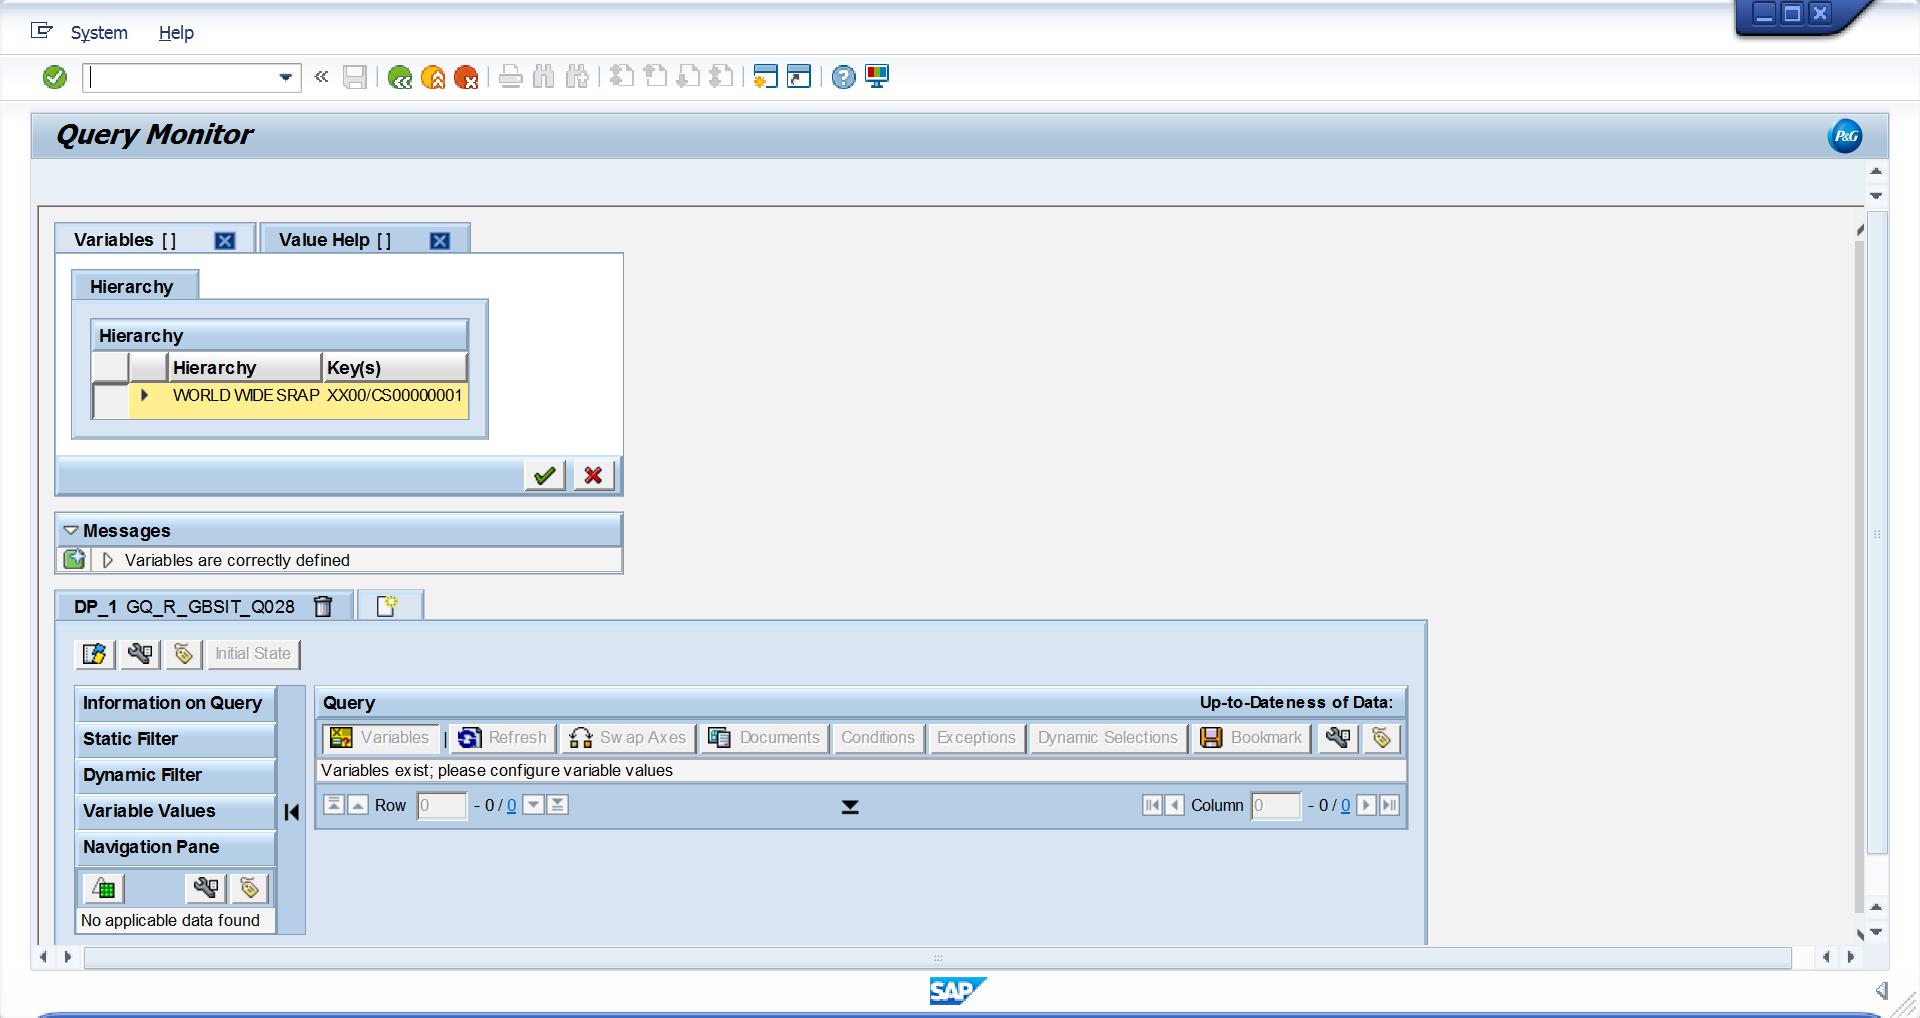 System Help
Query Monitor
P&G
Variables [ ] Value Help [ ]
Hierarchy
Hierarchy
Hierarchy Key(s)
WORLD WIDE SRAP XX00/CS00000001
Messages
Variables are correctly defined
DP_1 GQ_R_GBSIT_Q028
Initial State
Information on Query
Static Filter
Dynamic Filter
Variable Values
Navigation Pane
No applicable data found
Query Up-to-Dateness of Data:
Variables | Refresh Swap Axes Documents Conditions Exceptions Dynamic Selections Bookmark
Variables exist; please configure variable values
Row 0 - 0 / 0 Column 0 - 0 / 0
SAP